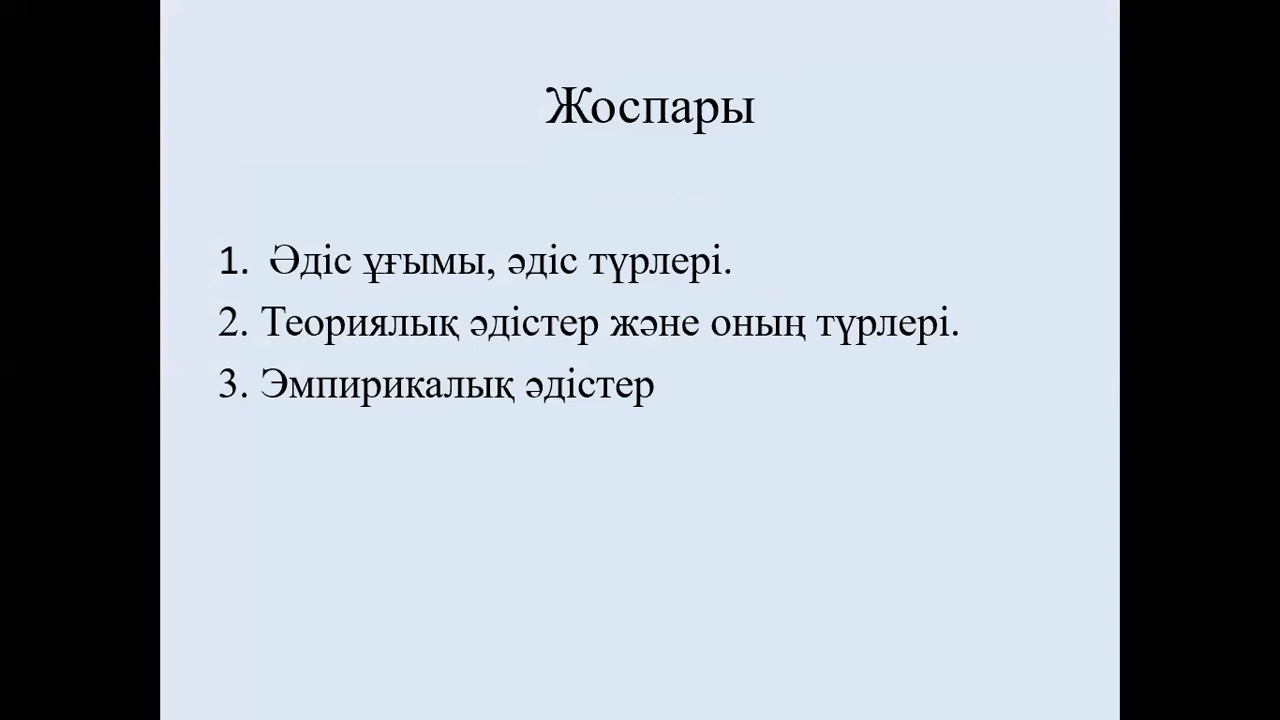 Жоспары
1. Әдіс ұғымы, әдіс түрлері.
2. Теориялық әдістер және оның түрлері.
3. Эмпирикалық әдістер